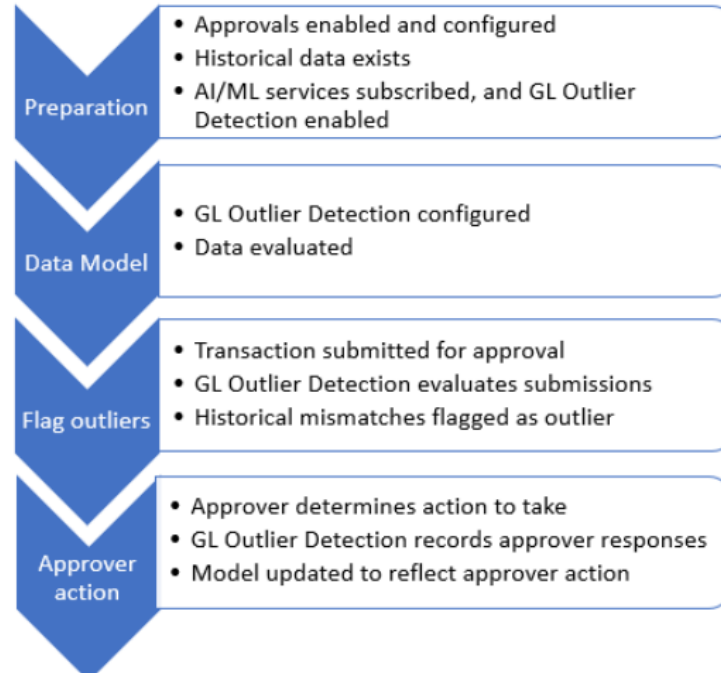 Preparation
• Approvals enabled and configured
• Historical data exists
• AI/ML services subscribed, and GL Outlier
Detection enabled
Data Model
• GL Outlier Detection configured
• Data evaluated
Flag outliers
• Transaction submitted for approval
• GL Outlier Detection evaluates submissions
• Historical mismatches flagged as outlier
Approver
action
• Approver determines action to take
• GL Outlier Detection records approver responses
• Model updated to reflect approver action